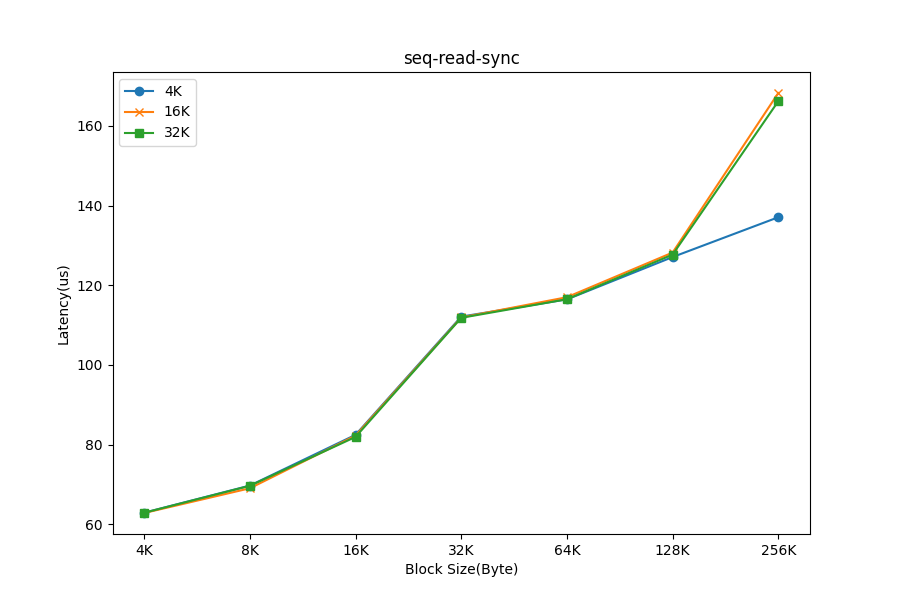 seq-read-sync
4K
16K
32K
160
140
120
100
80
60
Latency(us)
4K 8K 16K 32K 64K 128K 256K
Block Size(Byte)